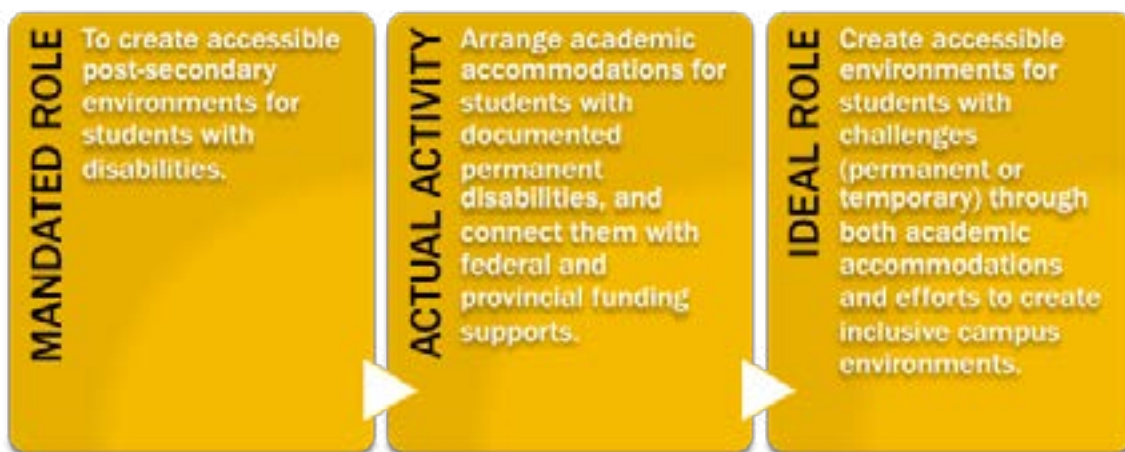 MANDATED ROLE
To create accessible
post-secondary
environments for
students with
disabilities.
ACTUAL ACTIVITY
Arrange academic
accommodations for
students with
documented
permanent
disabilities, and
connect them with
federal and
provincial funding
supports.
IDEAL ROLE
Create accessible
environments for
students with
challenges
(permanent or
temporary) through
both academic
accommodations
and efforts to create
inclusive campus
environments.